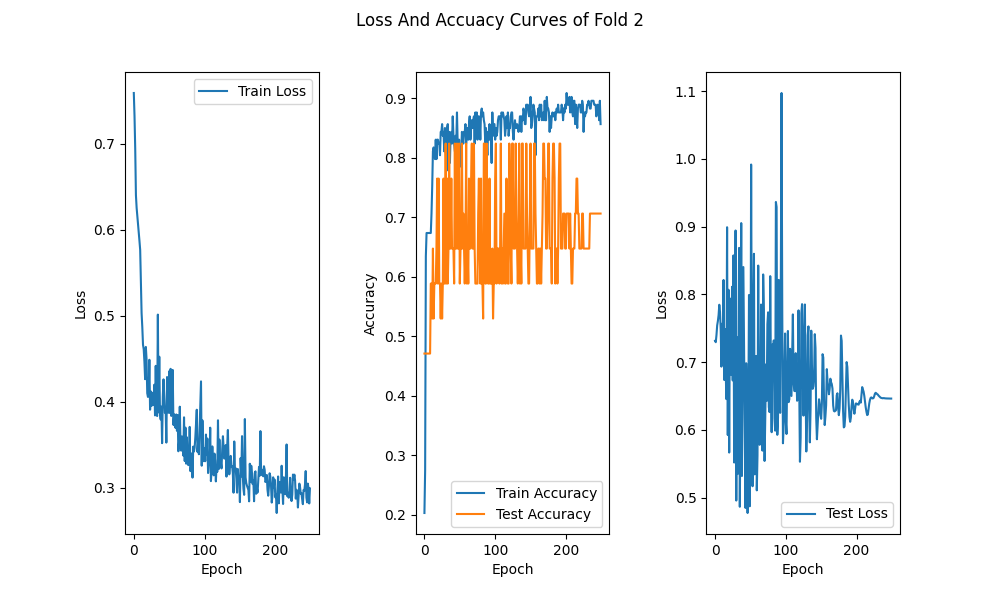 Loss And Accuacy Curves of Fold 2
Train Loss
0.7
0.6
0.5
0.4
0.3
Loss
0
100
200
Epoch
0.9
0.8
0.7
0.6
0.5
0.4
0.3
0.2
Accuracy
Train Accuracy
Test Accuracy
0
100
200
Epoch
1.1
1.0
0.9
0.8
0.7
0.6
0.5
Loss
Test Loss
0
100
200
Epoch